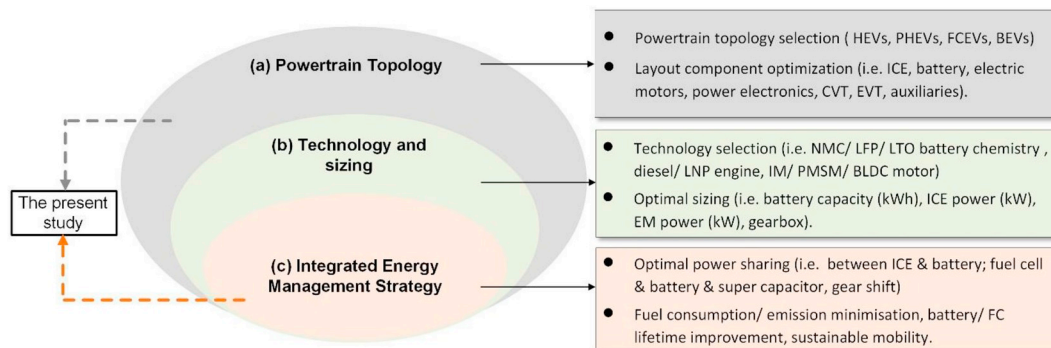 (a) Powertrain Topology
● Powertrain topology selection ( HEVs, PHEVs, FCEVs, BEVs)
● Layout component optimization (i.e. ICE, battery, electric
motors, power electronics, CVT, EVT, auxiliaries).
(b) Technology and
sizing
● Technology selection (i.e. NMC/ LFP/ LTO battery chemistry ,
diesel/ LNP engine, IM/ PMSM/ BLDC motor)
● Optimal sizing (i.e. battery capacity (kWh), ICE power (kW),
EM power (kW), gearbox).
The present
study
(c) Integrated Energy
Management Strategy
● Optimal power sharing (i.e. between ICE & battery; fuel cell
& battery & super capacitor, gear shift)
● Fuel consumption/ emission minimisation, battery/ FC
lifetime improvement, sustainable mobility.